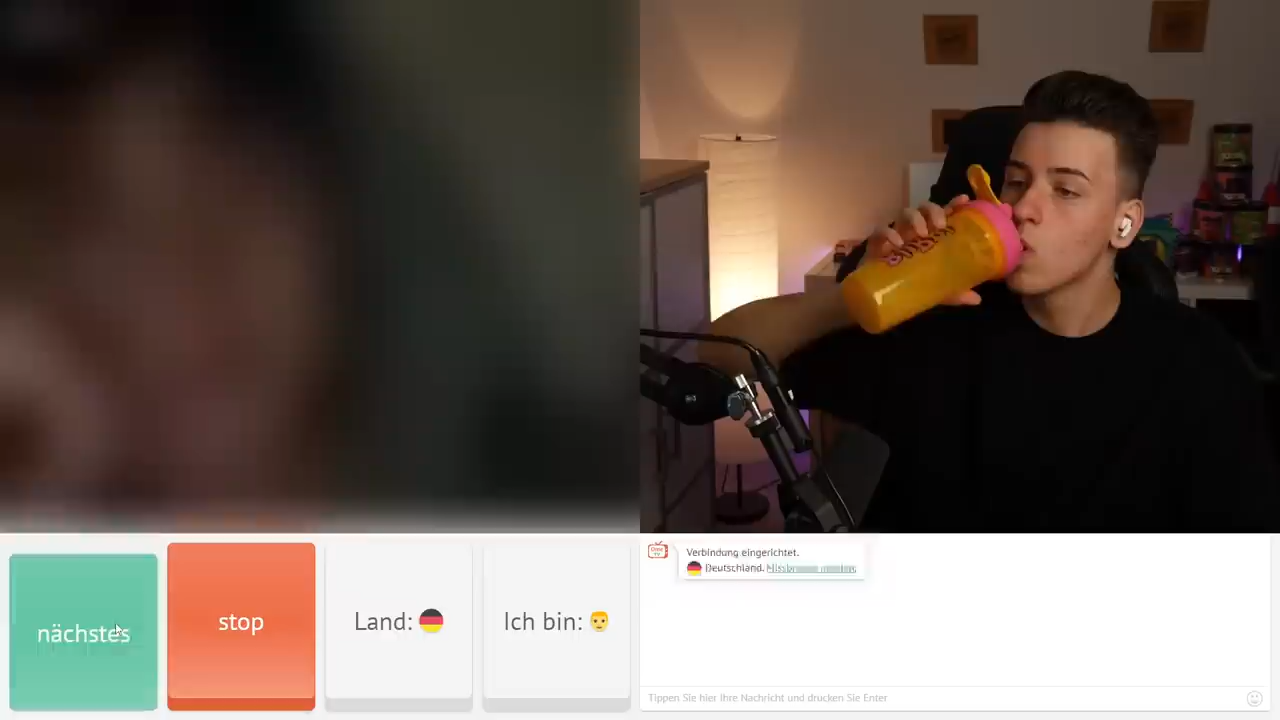 nächstes
stop
Land:
Ich bin:
Verbindung eingerichtet.
Deutschland.
Tippen Sie hier Ihre Nachricht und drucken Sie Enter